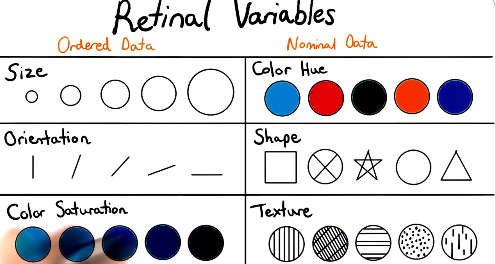 Retinal Variables
Ordered Data
Nominal Data
Size
Color Hue
Orientation
Shape
Color Saturation
Texture